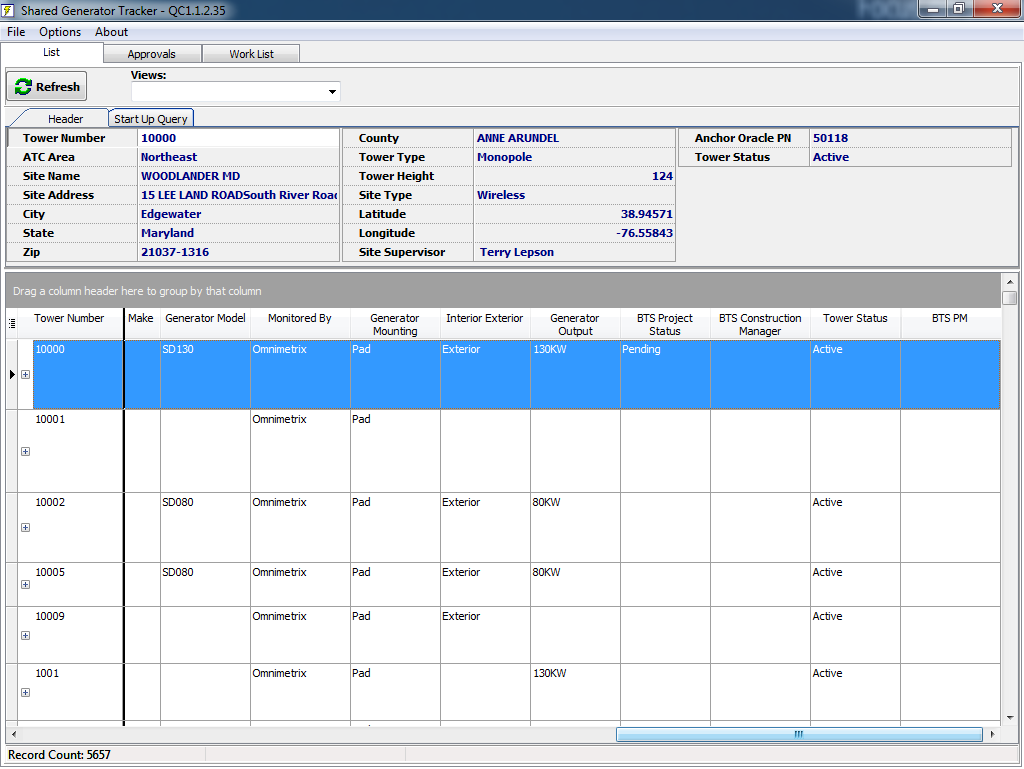 Shared Generator Tracker - QC1.1.2.35
File Options About
List Approvals Work List
Refresh Views:
Header Start Up Query
Tower Number 10000 County ANNE ARUNDEL Anchor Oracle PN 50118
ATC Area Northeast Tower Type Monopole Tower Status Active
Site Name WOODLANDER MD Tower Height 124
Site Address 15 LEE LAND ROADSouth River Road Site Type Wireless
City Edgewater Latitude 38.94571
State Maryland Longitude -76.55843
Zip 21037-1316 Site Supervisor Terry Lepson
Drag a column header here to group by that column
Tower Number Make Generator Model Monitored By Generator Mounting Interior Exterior Generator Output BTS Project Status BTS Construction Manager Tower Status BTS PM
10000 SD130 Omnimetrix Pad Exterior 130KW Pending Active
10001 Omnimetrix Pad
10002 SD080 Omnimetrix Pad Exterior 80KW Active
10005 SD080 Omnimetrix Pad Exterior 80KW Active
10009 Omnimetrix Pad Exterior Active
1001 Omnimetrix Pad 130KW Active
Record Count: 5657